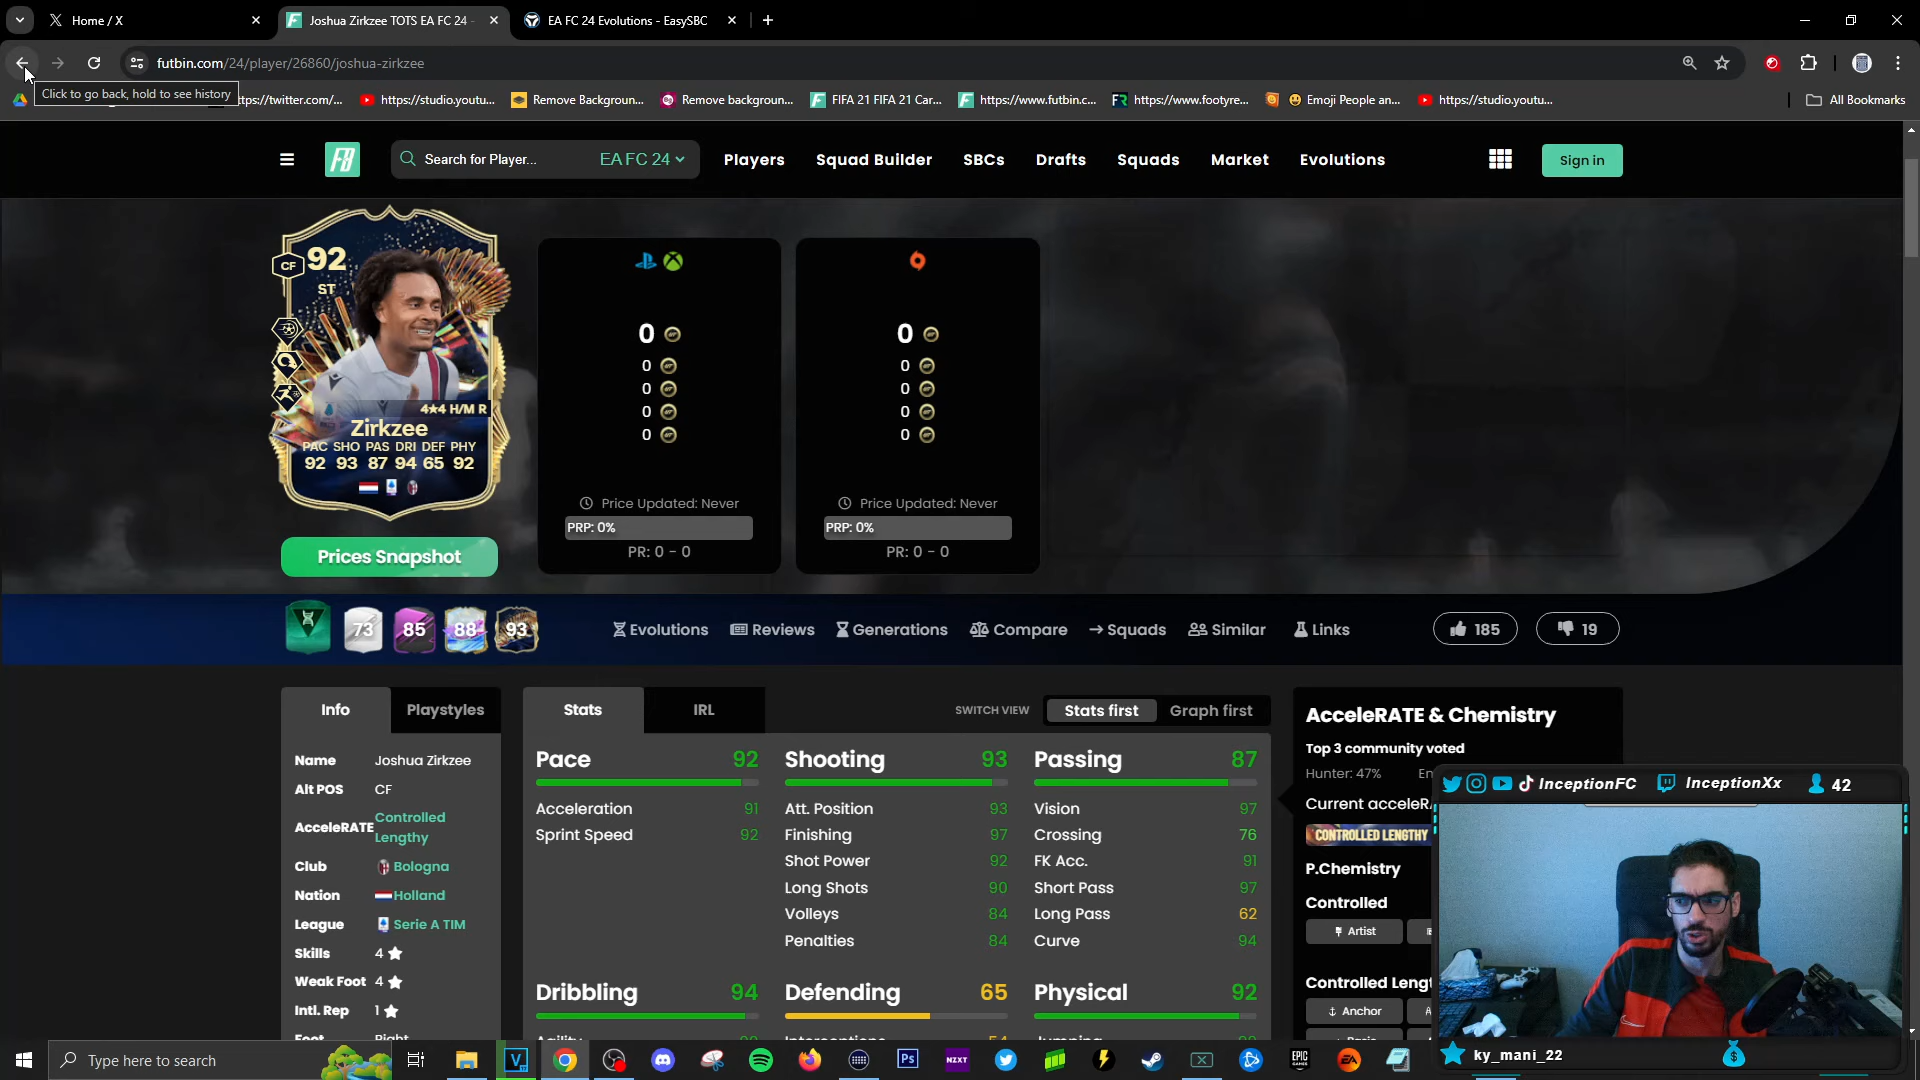 Home / X
Joshua Zirkzee TOTS EA FC 24 -
EA FC 24 Evolutions - EasySBC
futbin.com/24/player/26860/joshua-zirkzee
Click to go back, hold to see history
ttps://twitter.com/...
https://studio.youtu...
Remove Backgroun...
Remove background...
FIFA 21 FIFA 21 Car...
https://www.futbin.c...
https://www.footyre...
Emoji People an...
https://studio.youtu...
All Bookmarks
Search for Player...
EA FC 24
Players
Squad Builder
SBCs
Drafts
Squads
Market
Evolutions
Sign in
92
CF
ST
4★4 H/M R
Zirkzee
PAC SHO PAS DRI DEF PHY
92 93 87 94 65 92
Prices Snapshot
0
0
0
0
0
Price Updated: Never
PRP: 0%
PR: 0 - 0
0
0
0
0
0
Price Updated: Never
PRP: 0%
PR: 0 - 0
73
85
88
93
Evolutions
Reviews
Generations
Compare
Squads
Similar
Links
185
19
Info
Playstyles
Name Joshua Zirkzee
Alt POS CF
AcceleRATE Controlled Lengthy
Club Bologna
Nation Holland
League Serie A TIM
Skills 4
Weak Foot 4
Intl. Rep 1
Foot Right
Stats
IRL
SWITCH VIEW
Stats first
Graph first
Pace 92
Acceleration 91
Sprint Speed 92
Shooting 93
Att. Position 93
Finishing 97
Shot Power 92
Long Shots 90
Volleys 84
Penalties 84
Passing 87
Vision 97
Crossing 76
FK Acc. 91
Short Pass 97
Long Pass 62
Curve 94
Dribbling 94
Defending 65
Physical 92
AcceleRATE & Chemistry
Top 3 community voted
Hunter: 47%
Current acceleRA
CONTROLLED LENGTHY
P.Chemistry
Controlled
Artist
Controlled Lengt
Anchor
InceptionFC
InceptionXx
42
ky_mani_22
Type here to search